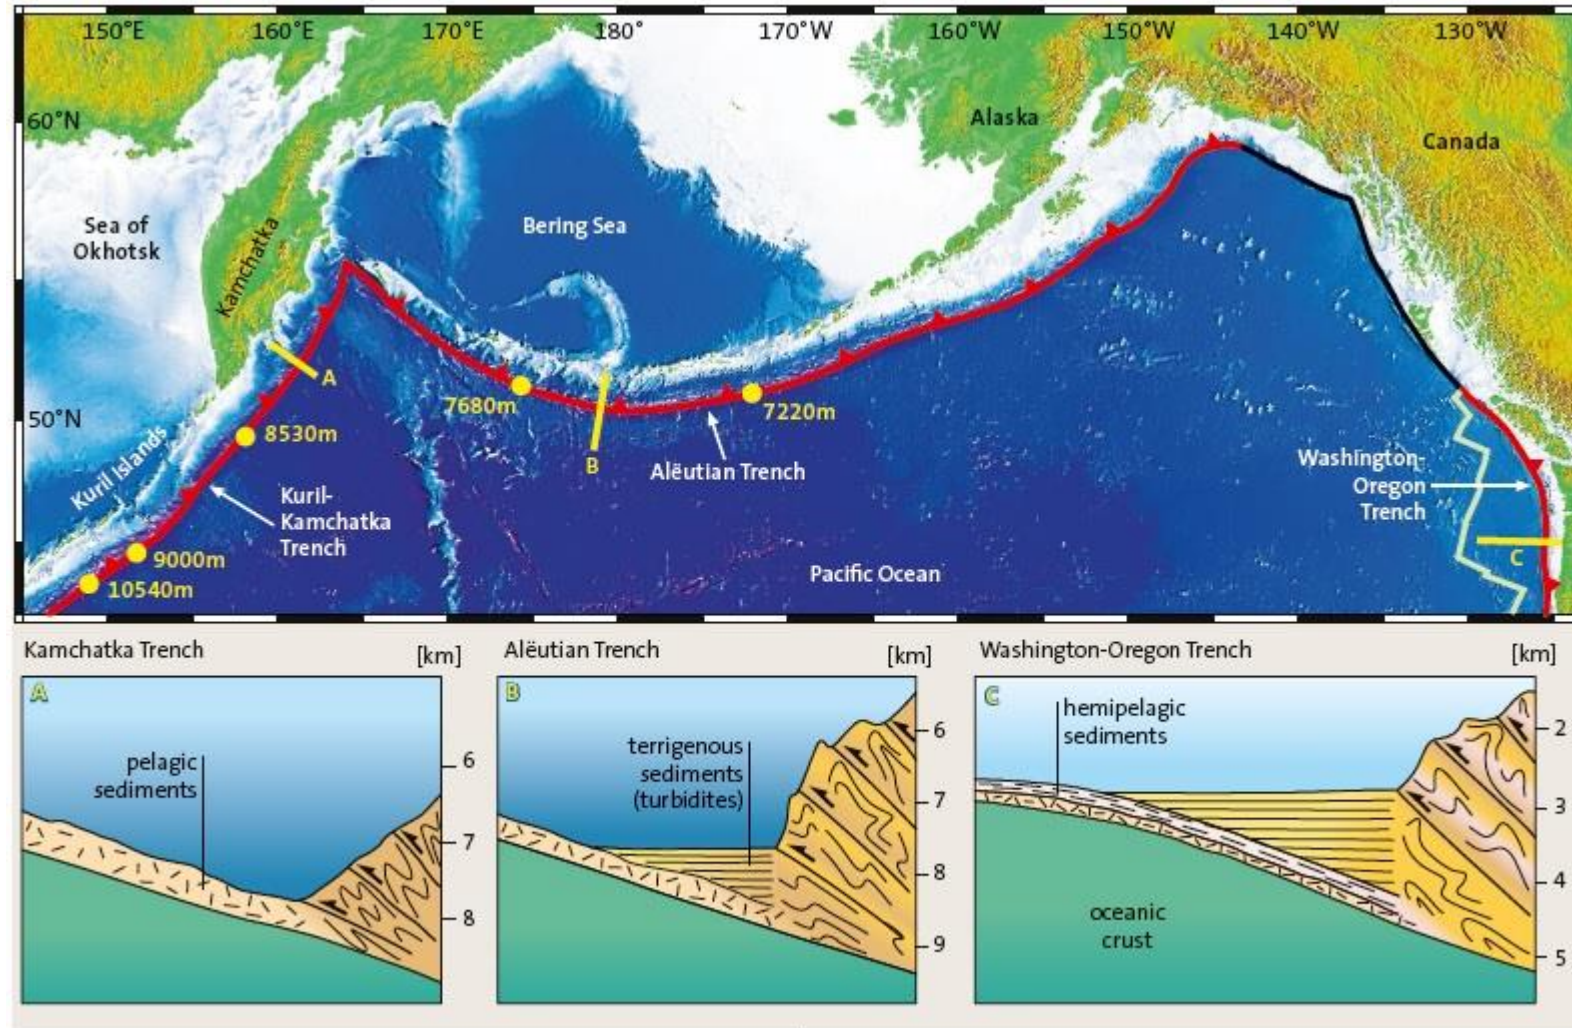 150°E 160°E 170°E 180° 170°W 160°W 150°W 140°W 130°W
60°N
50°N
Alaska
Canada
Sea of
Okhotsk
Kamchatka
Bering Sea
A
7680m
7220m
8530m
B
Alëutian Trench
Kuril Islands
Kuril-
Kamchatka
Trench
Washington-
Oregon
Trench
9000m
10540m
Pacific Ocean
C
Kamchatka Trench
[km]
A
pelagic
sediments
6
7
8
Alëutian Trench
[km]
B
terrigenous
sediments
(turbidites)
6
7
8
9
Washington-Oregon Trench
[km]
C
hemipelagic
sediments
oceanic
crust
2
3
4
5